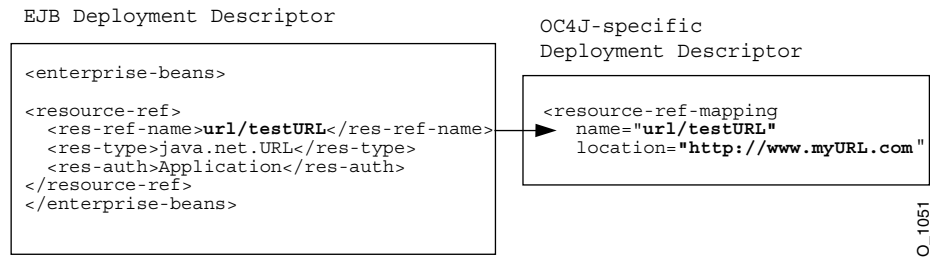 EJB Deployment Descriptor
<enterprise-beans>
<resource-ref>
<res-ref-name>url/testURL</res-ref-name>
<res-type>java.net.URL</res-type>
<res-auth>Application</res-auth>
</resource-ref>
</enterprise-beans>
OC4J-specific
Deployment Descriptor
<resource-ref-mapping
name="url/testURL"
location="http://www.myURL.com"
O_1051